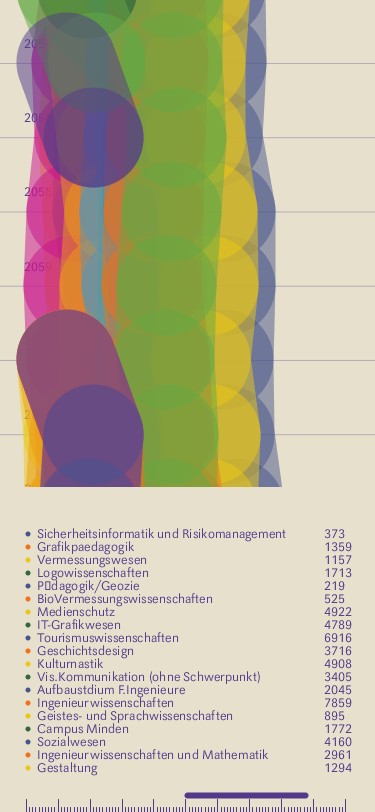 2059
Sicherheitsinformatik und Risikomanagement 373
Grafikpaedagogik 1359
Vermessungswesen 1157
Logowissenschaften 1713
P▯dagogik/Geozie 219
BioVermessungswissenschaften 525
Medienschutz 4922
IT-Grafikwesen 4789
Tourismuswissenschaften 6916
Geschichtsdesign 3716
Kulturnastik 4908
Vis.Kommunikation (ohne Schwerpunkt) 3405
Aufbaustdium F.Ingenieure 2045
Ingenieurwissenschaften 7859
Geistes- und Sprachwissenschaften 895
Campus Minden 1772
Sozialwesen 4160
Ingenieurwissenschaften und Mathematik 2961
Gestaltung 1294